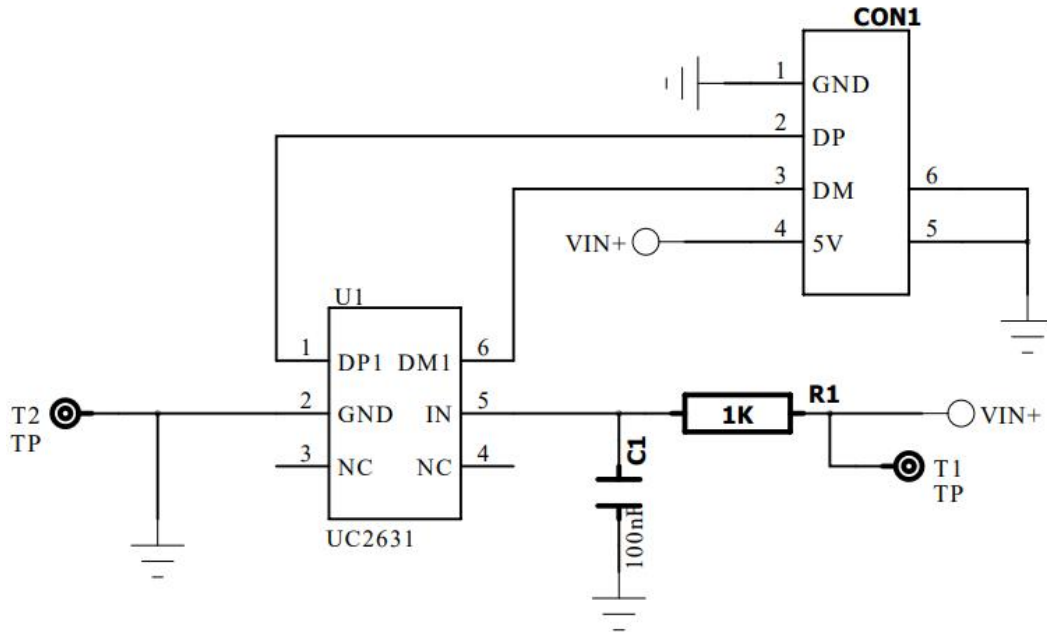 CON1
1 GND
2 DP
3 DM 6
VIN+ 4 5V 5
U1
1 DP1 DM1 6
T2 2 GND IN 5 1K R1 VIN+
TP
3 NC NC 4 C1 T1
TP
UC2631
100nF